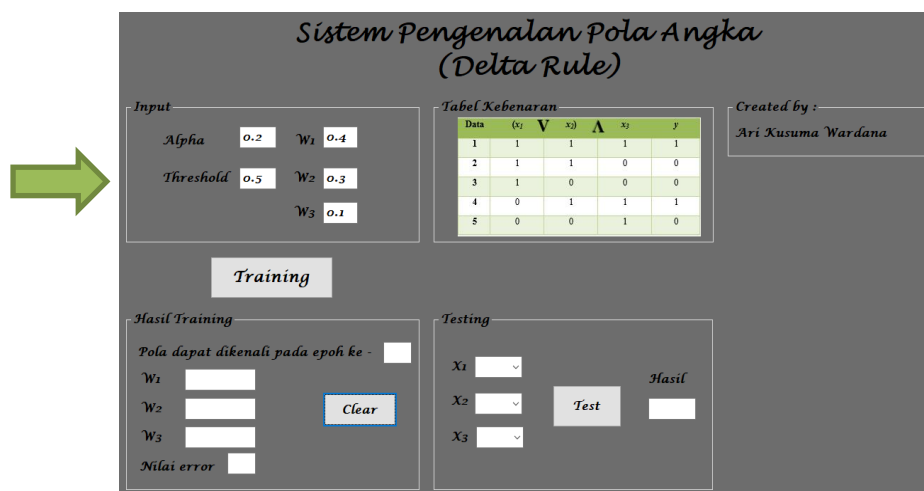 Sistem Pengenalan Pola Angka
(Delta Rule)
Input
Alpha 0.2 W1 0.4
Threshold 0.5 W2 0.3
W3 0.1
Tabel Kebenaran
Data (x1 V x2) Λ x3 y
1 1 1 1 1
2 1 1 0 0
3 1 0 0 0
4 0 1 1 1
5 0 0 1 0
Created by :
Ari Kusuma Wardana
Training
Hasil Training
Pola dapat dikenali pada epoh ke -
W1
W2
W3
Nilai error
Clear
Testing
X1
X2
X3
Test
Hasil